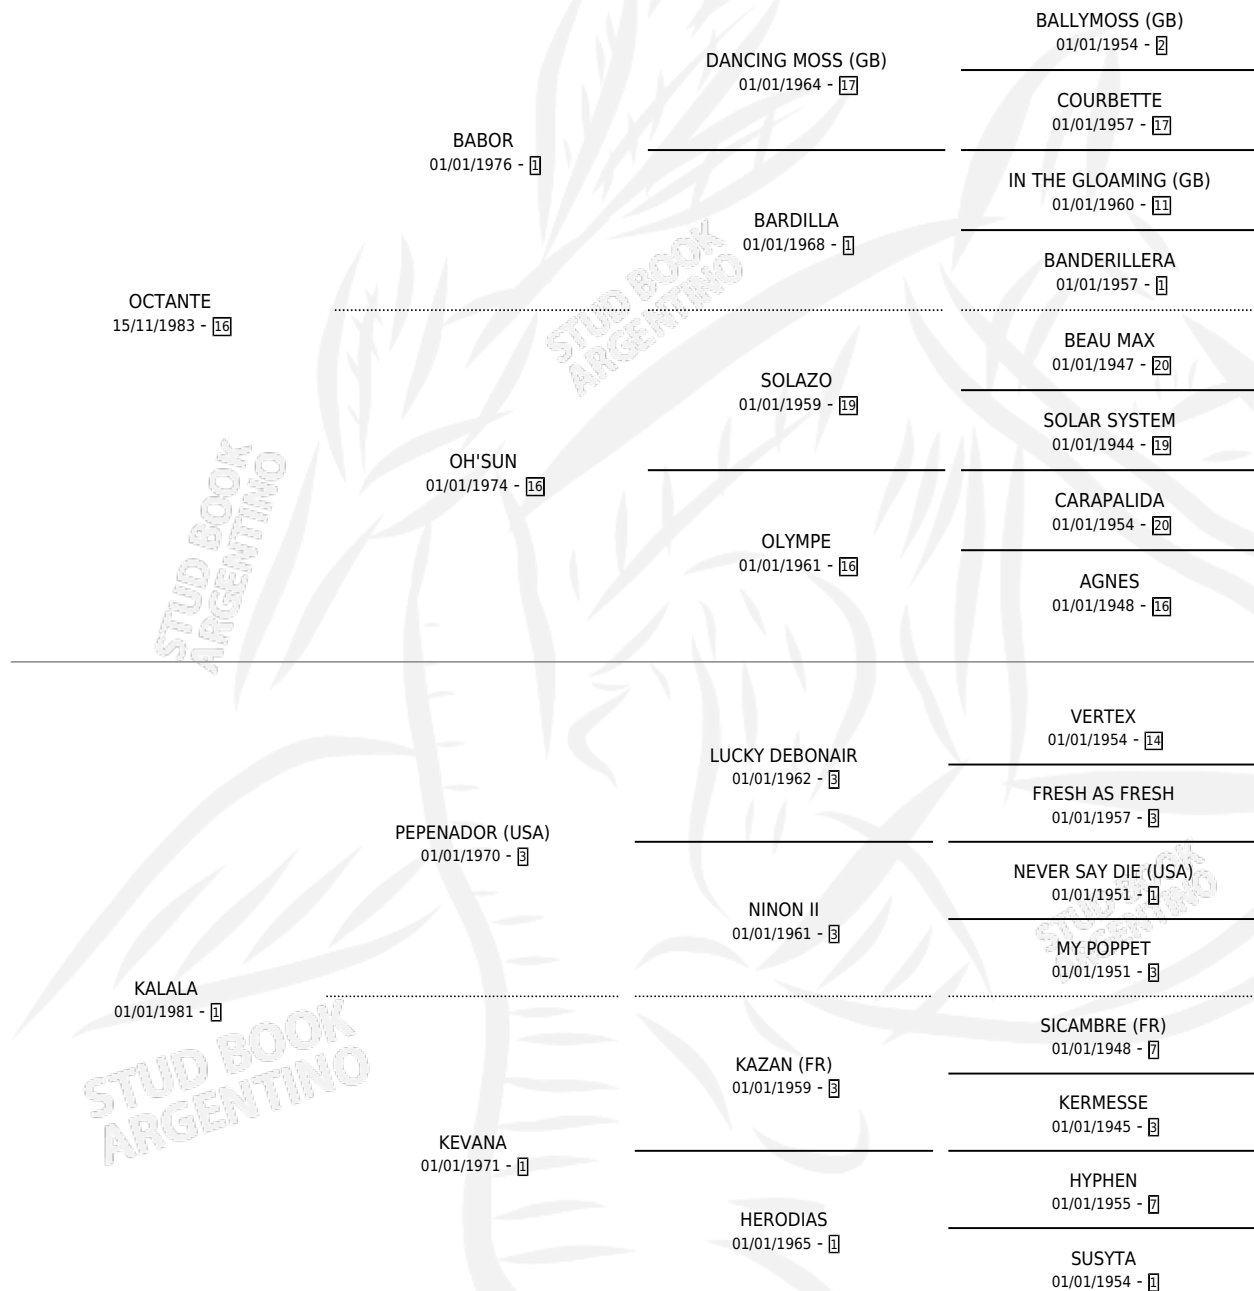 BALLYMOSS (GB)
01/01/1954 - 2
DANCING MOSS (GB)
01/01/1964 - 17
COURBETTE
01/01/1957 - 17
BABOR
01/01/1976 - 1
IN THE GLOAMING (GB)
01/01/1960 - 11
BARDILLA
01/01/1968 - 1
BANDERILLERA
01/01/1957 - 1
OCTANTE
15/11/1983 - 16
BEAU MAX
01/01/1947 - 20
SOLAZO
01/01/1959 - 19
SOLAR SYSTEM
01/01/1944 - 19
OH'SUN
01/01/1974 - 16
CARAPALIDA
01/01/1954 - 20
OLYMPE
01/01/1961 - 16
AGNES
01/01/1948 - 16
VERTEX
01/01/1954 - 14
LUCKY DEBONAIR
01/01/1962 - 3
FRESH AS FRESH
01/01/1957 - 3
PEPENADOR (USA)
01/01/1970 - 3
NEVER SAY DIE (USA)
01/01/1951 - 1
NINON II
01/01/1961 - 3
MY POPPET
01/01/1951 - 3
KALALA
01/01/1981 - 1
SICAMBRE (FR)
01/01/1948 - 7
KAZAN (FR)
01/01/1959 - 3
KERMESSE
01/01/1945 - 3
KEVANA
01/01/1971 - 1
HYPHEN
01/01/1955 - 7
HERODIAS
01/01/1965 - 1
SUSYTA
01/01/1954 - 1
STUD BOOK
ARGENTINO
STUD BOOK
ARGENTINO
STUD BOOK
ARGENTINO
STUD BOOK
ARGENTINO